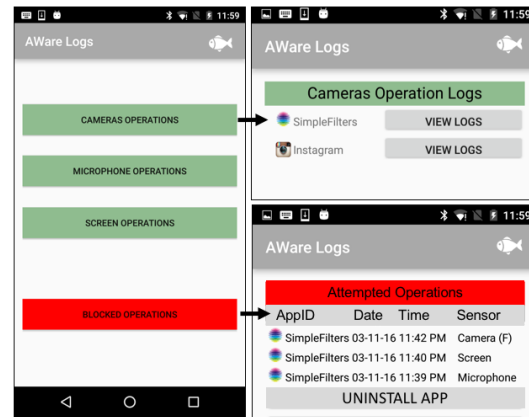 11:59
AWare Logs
CAMERAS OPERATIONS
MICROPHONE OPERATIONS
SCREEN OPERATIONS
BLOCKED OPERATIONS
11:59
AWare Logs
Cameras Operation Logs
SimpleFilters VIEW LOGS
Instagram VIEW LOGS
11:59
AWare Logs
Attempted Operations
AppID Date Time Sensor
SimpleFilters 03-11-16 11:42 PM Camera (F)
SimpleFilters 03-11-16 11:40 PM Screen
SimpleFilters 03-11-16 11:39 PM Microphone
UNINSTALL APP